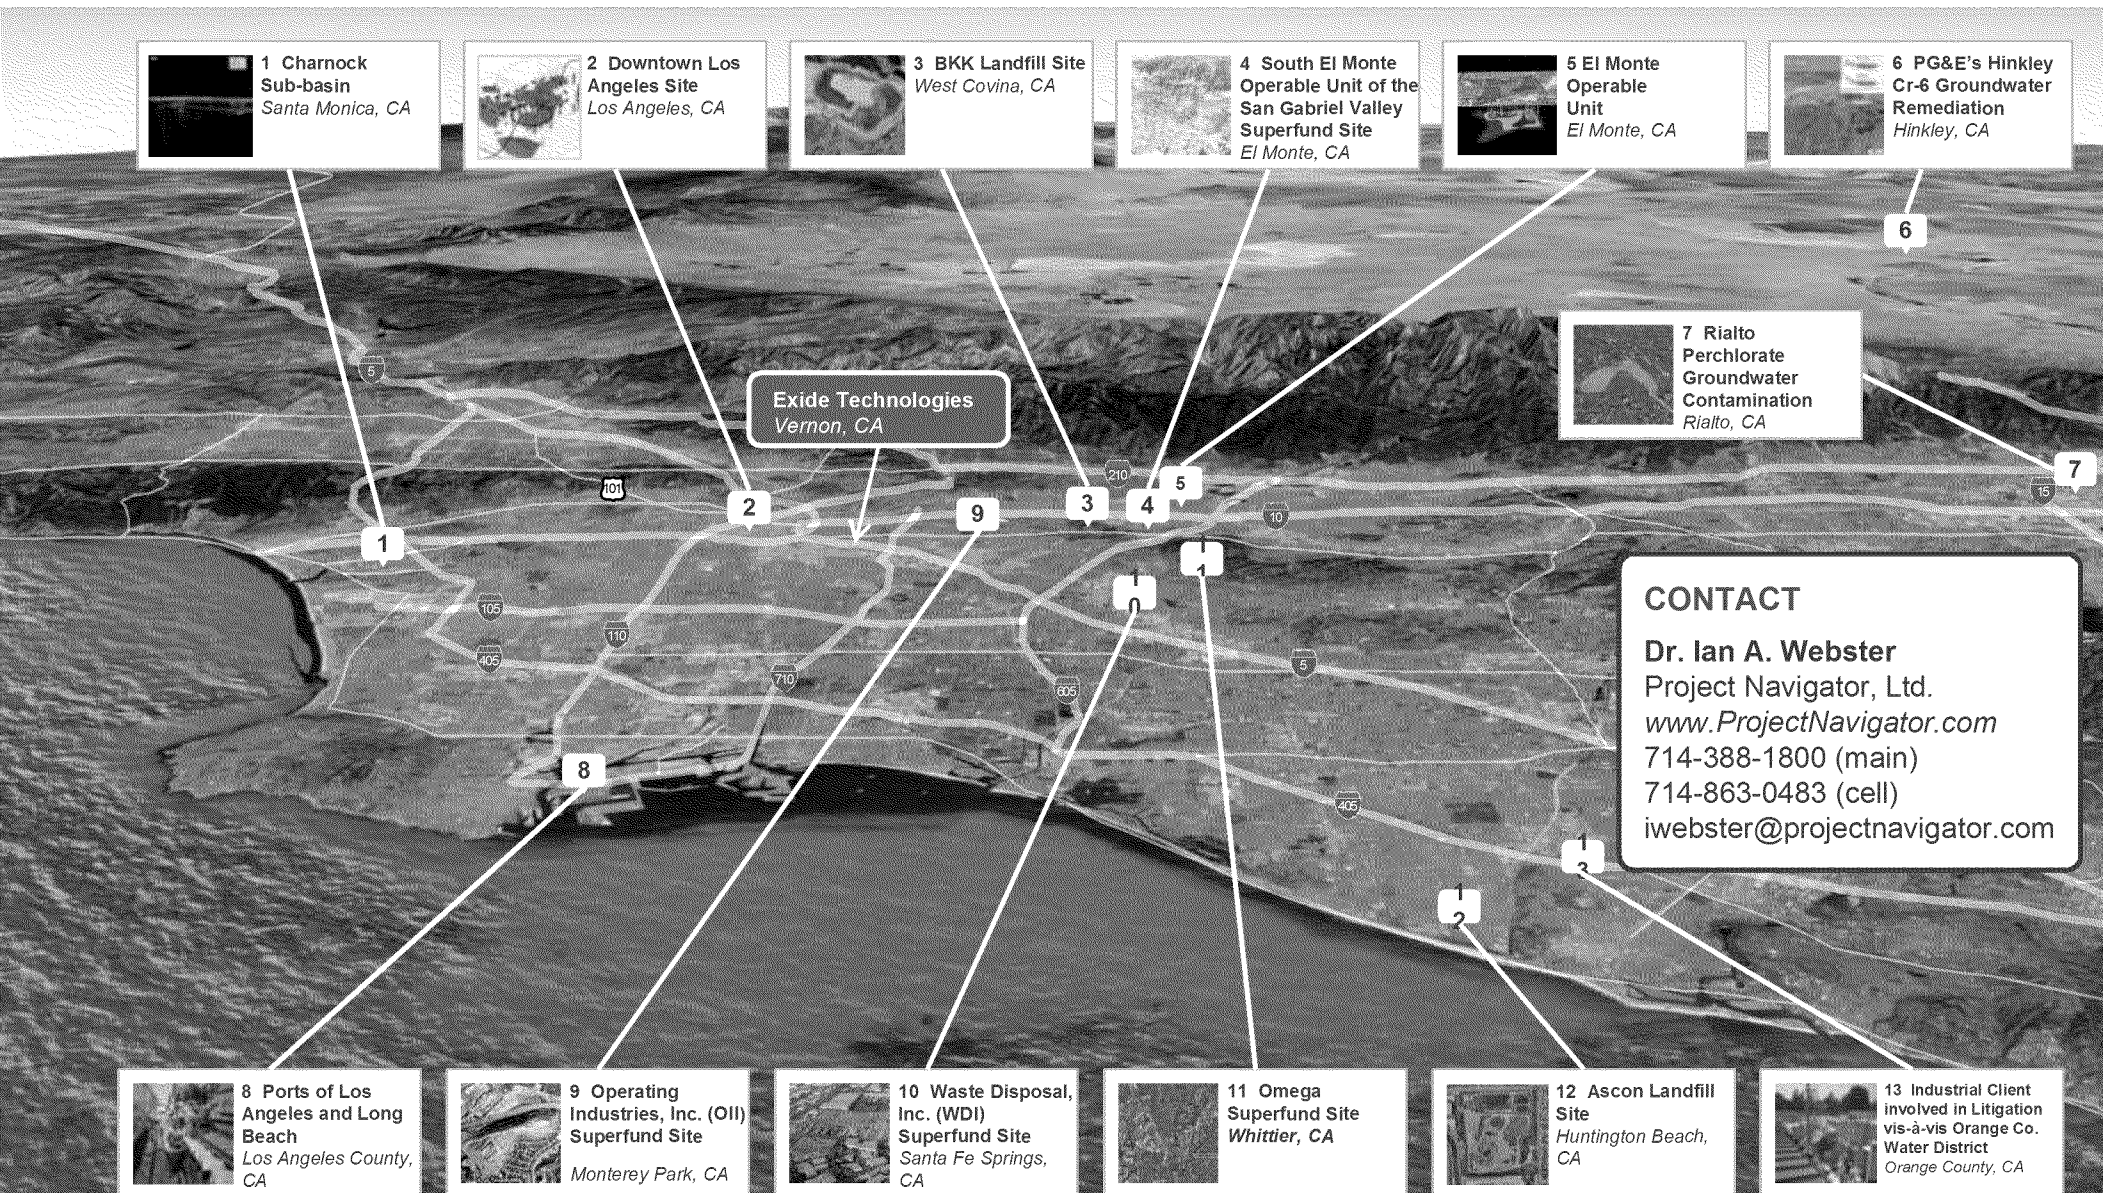 1 Charnock
Sub-basin
Santa Monica, CA
2 Downtown Los
Angeles Site
Los Angeles, CA
3 BKK Landfill Site
West Covina, CA
4 South El Monte
Operable Unit of the
San Gabriel Valley
Superfund Site
El Monte, CA
5 El Monte
Operable
Unit
El Monte, CA
6 PG&E's Hinkley
Cr-6 Groundwater
Remediation
Hinkley, CA
6
7 Rialto
Perchlorate
Groundwater
Contamination
Rialto, CA
5
Exide Technologies
Vernon, CA
210
7
101
5
15
2
3
4
9
10
1
11
10
105
110
405
5
710
605
8
405
13
12
CONTACT
Dr. Ian A. Webster
Project Navigator, Ltd.
www.ProjectNavigator.com
714-388-1800 (main)
714-863-0483 (cell)
iwebster@projectnavigator.com
8 Ports of Los
Angeles and Long
Beach
Los Angeles County,
CA
9 Operating
Industries, Inc. (OII)
Superfund Site
Monterey Park, CA
10 Waste Disposal,
Inc. (WDI)
Superfund Site
Santa Fe Springs,
CA
11 Omega
Superfund Site
Whittier, CA
12 Ascon Landfill
Site
Huntington Beach,
CA
13 Industrial Client
involved in Litigation
vis-à-vis Orange Co.
Water District
Orange County, CA